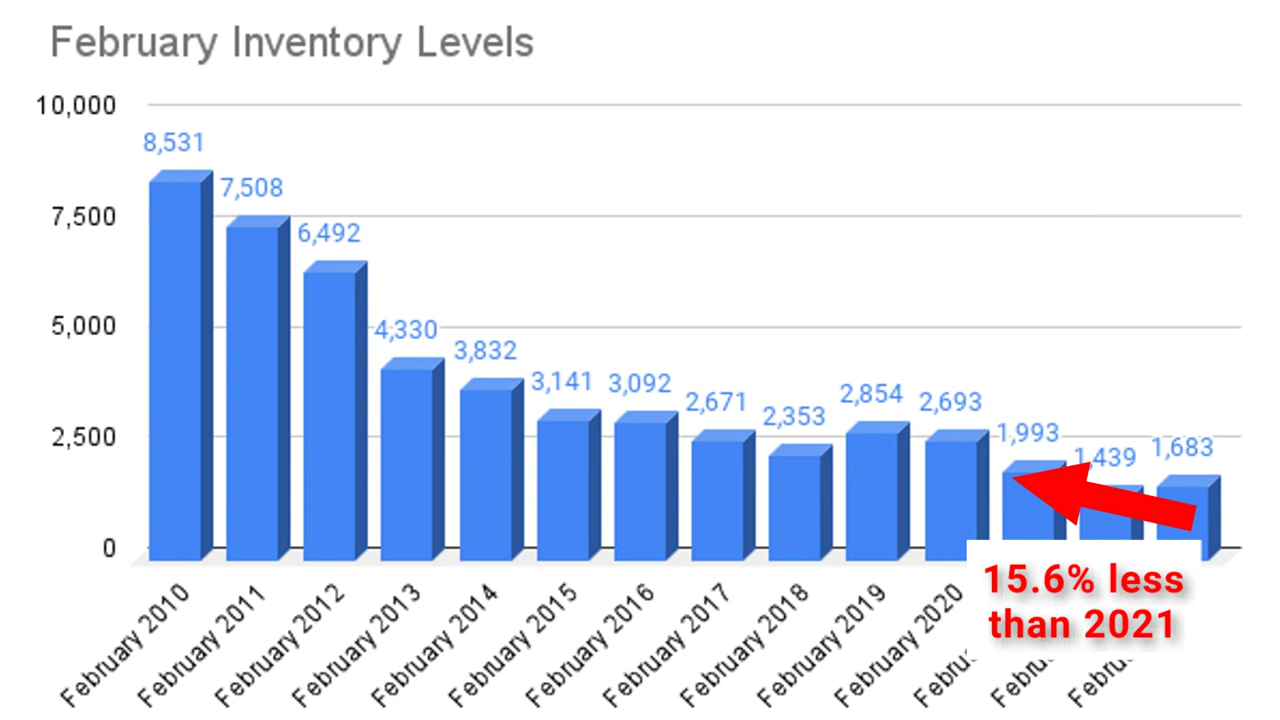 February Inventory Levels
10,000
8,531
7,508
7,500
6,492
5,000
4,330
3,832
3,141
3,092
2,671
2,353
2,854
2,693
2,500
1,993
1,439
1,683
0
15.6% less
than 2021
February 2010
February 2011
February 2012
February 2013
February 2014
February 2015
February 2016
February 2017
February 2018
February 2019
February 2020